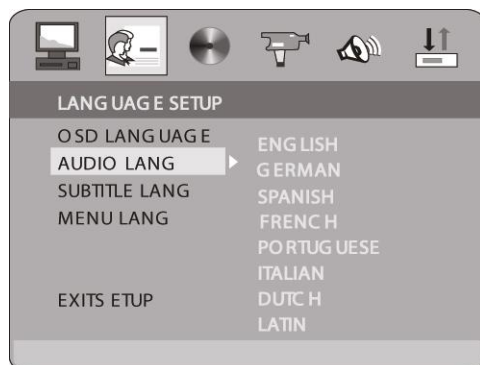 LANGUAGE SETUP
OSD LANGUAGE
AUDIO LANG
SUBTITLE LANG
MENU LANG
EXITS ETUP
ENGLISH
GERMAN
SPANISH
FRENCH
PORTUGUESE
ITALIAN
DUTCH
LATIN